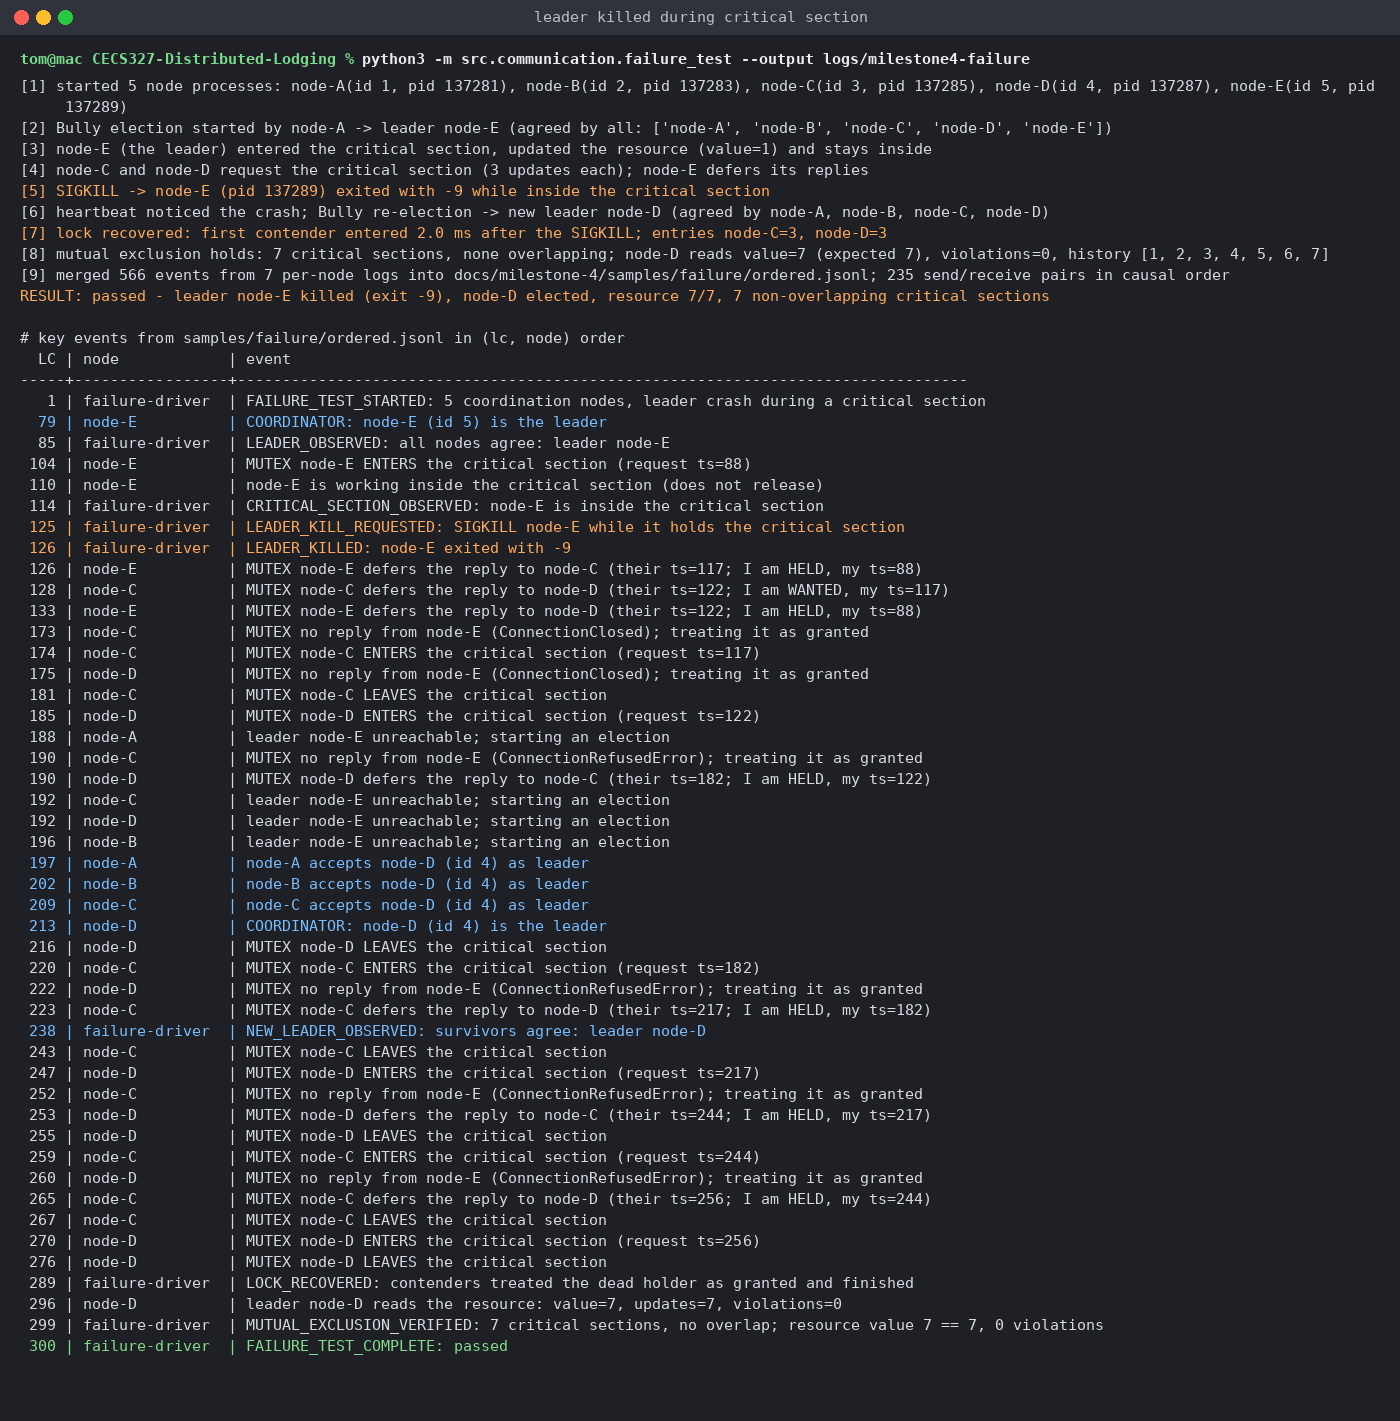 leader killed during critical section
tom@mac CECS327-Distributed-Lodging % python3 -m src.communication.failure_test --output logs/milestone4-failure
[1] started 5 node processes: node-A(id 1, pid 137281), node-B(id 2, pid 137283), node-C(id 3, pid 137285), node-D(id 4, pid 137287), node-E(id 5, pid
137289)
[2] Bully election started by node-A -> leader node-E (agreed by all: ['node-A', 'node-B', 'node-C', 'node-D', 'node-E'])
[3] node-E (the leader) entered the critical section, updated the resource (value=1) and stays inside
[4] node-C and node-D request the critical section (3 updates each); node-E defers its replies
[5] SIGKILL -> node-E (pid 137289) exited with -9 while inside the critical section
[6] heartbeat noticed the crash; Bully re-election -> new leader node-D (agreed by node-A, node-B, node-C, node-D)
[7] lock recovered: first contender entered 2.0 ms after the SIGKILL; entries node-C=3, node-D=3
[8] mutual exclusion holds: 7 critical sections, none overlapping; node-D reads value=7 (expected 7), violations=0, history [1, 2, 3, 4, 5, 6, 7]
[9] merged 566 events from 7 per-node logs into docs/milestone-4/samples/failure/ordered.jsonl; 235 send/receive pairs in causal order
RESULT: passed - leader node-E killed (exit -9), node-D elected, resource 7/7, 7 non-overlapping critical sections
# key events from samples/failure/ordered.jsonl in (lc, node) order
LC | node | event
-----+-----------------+---------------------------------------------------------------------------------
1 | failure-driver | FAILURE_TEST_STARTED: 5 coordination nodes, leader crash during a critical section
79 | node-E | COORDINATOR: node-E (id 5) is the leader
85 | failure-driver | LEADER_OBSERVED: all nodes agree: leader node-E
104 | node-E | MUTEX node-E ENTERS the critical section (request ts=88)
110 | node-E | node-E is working inside the critical section (does not release)
114 | failure-driver | CRITICAL_SECTION_OBSERVED: node-E is inside the critical section
125 | failure-driver | LEADER_KILL_REQUESTED: SIGKILL node-E while it holds the critical section
126 | failure-driver | LEADER_KILLED: node-E exited with -9
126 | node-E | MUTEX node-E defers the reply to node-C (their ts=117; I am HELD, my ts=88)
128 | node-C | MUTEX node-C defers the reply to node-D (their ts=122; I am WANTED, my ts=117)
133 | node-E | MUTEX node-E defers the reply to node-D (their ts=122; I am HELD, my ts=88)
173 | node-C | MUTEX no reply from node-E (ConnectionClosed); treating it as granted
174 | node-C | MUTEX node-C ENTERS the critical section (request ts=117)
175 | node-D | MUTEX no reply from node-E (ConnectionClosed); treating it as granted
181 | node-C | MUTEX node-C LEAVES the critical section
185 | node-D | MUTEX node-D ENTERS the critical section (request ts=122)
188 | node-A | leader node-E unreachable; starting an election
190 | node-C | MUTEX no reply from node-E (ConnectionRefusedError); treating it as granted
190 | node-D | MUTEX node-D defers the reply to node-C (their ts=182; I am HELD, my ts=122)
192 | node-C | leader node-E unreachable; starting an election
192 | node-D | leader node-E unreachable; starting an election
196 | node-B | leader node-E unreachable; starting an election
197 | node-A | node-A accepts node-D (id 4) as leader
202 | node-B | node-B accepts node-D (id 4) as leader
209 | node-C | node-C accepts node-D (id 4) as leader
213 | node-D | COORDINATOR: node-D (id 4) is the leader
216 | node-D | MUTEX node-D LEAVES the critical section
220 | node-C | MUTEX node-C ENTERS the critical section (request ts=182)
222 | node-D | MUTEX no reply from node-E (ConnectionRefusedError); treating it as granted
223 | node-C | MUTEX node-C defers the reply to node-D (their ts=217; I am HELD, my ts=182)
238 | failure-driver | NEW_LEADER_OBSERVED: survivors agree: leader node-D
243 | node-C | MUTEX node-C LEAVES the critical section
247 | node-D | MUTEX node-D ENTERS the critical section (request ts=217)
252 | node-C | MUTEX no reply from node-E (ConnectionRefusedError); treating it as granted
253 | node-D | MUTEX node-D defers the reply to node-C (their ts=244; I am HELD, my ts=217)
255 | node-D | MUTEX node-D LEAVES the critical section
259 | node-C | MUTEX node-C ENTERS the critical section (request ts=244)
260 | node-D | MUTEX no reply from node-E (ConnectionRefusedError); treating it as granted
265 | node-C | MUTEX node-C defers the reply to node-D (their ts=256; I am HELD, my ts=244)
267 | node-C | MUTEX node-C LEAVES the critical section
270 | node-D | MUTEX node-D ENTERS the critical section (request ts=256)
276 | node-D | MUTEX node-D LEAVES the critical section
289 | failure-driver | LOCK_RECOVERED: contenders treated the dead holder as granted and finished
296 | node-D | leader node-D reads the resource: value=7, updates=7, violations=0
299 | failure-driver | MUTUAL_EXCLUSION_VERIFIED: 7 critical sections, no overlap; resource value 7 == 7, 0 violations
300 | failure-driver | FAILURE_TEST_COMPLETE: passed